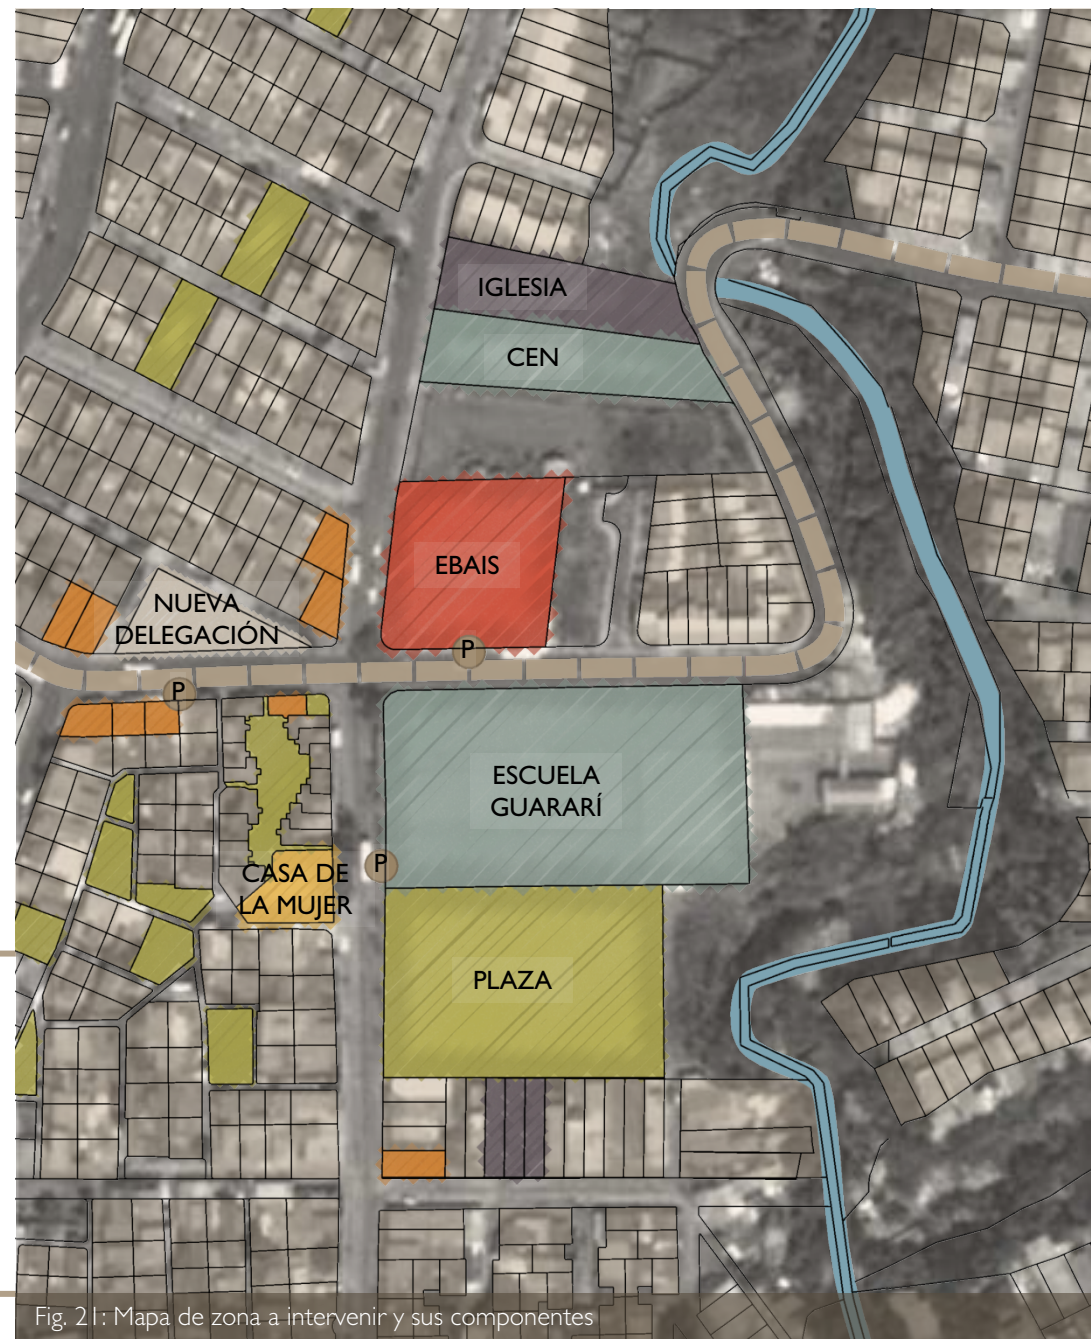 IGLESIA
CEN
EBAIS
NUEVA
DELEGACIÓN
P
P
ESCUELA
GUARARÍ
P
CASA DE
LA MUJER
PLAZA
Fig. 21: Mapa de zona a intervenir y sus componentes